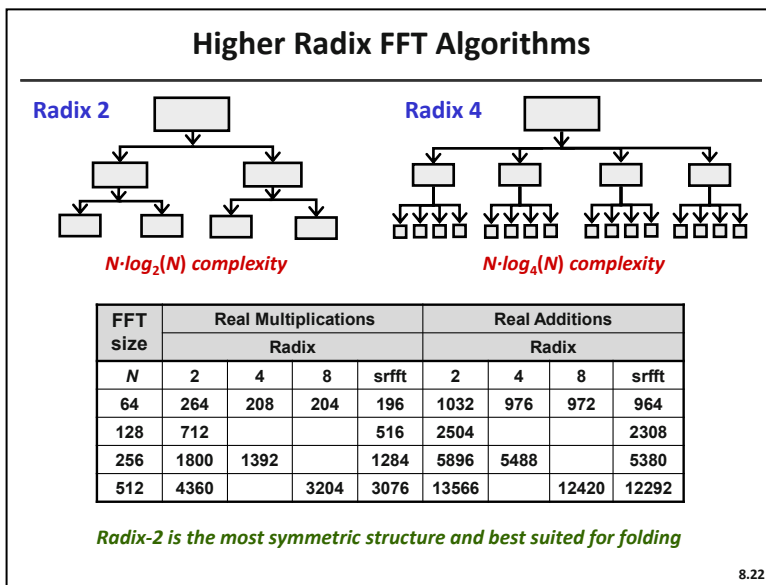 Higher Radix FFT Algorithms
Radix 2 Radix 4
N·log₂(N) complexity N·log₄(N) complexity
FFT size Real Multiplications Real Additions
Radix Radix
N 2 4 8 srfft 2 4 8 srfft
64 264 208 204 196 1032 976 972 964
128 712 516 2504 2308
256 1800 1392 1284 5896 5488 5380
512 4360 3204 3076 13566 12420 12292
Radix-2 is the most symmetric structure and best suited for folding
8.22